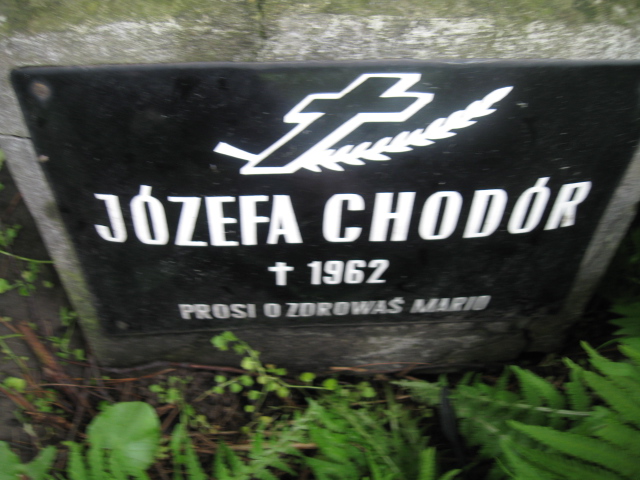 JÓZEFA CHODÓR
✝ 1962
PROSI O ZDROWAŚ MARIO